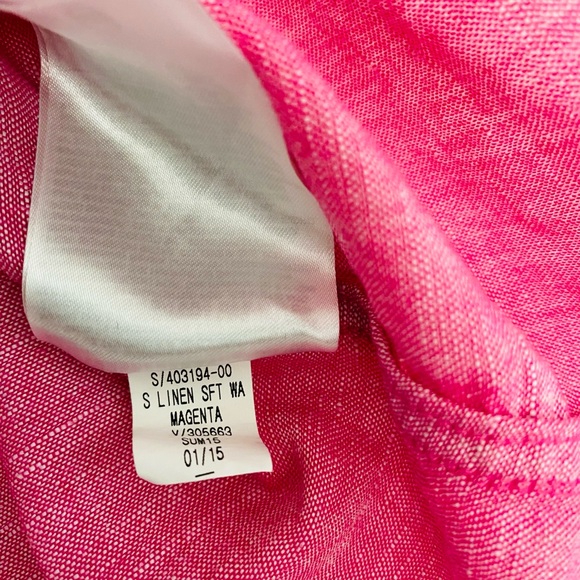 S/403194-00
S LINEN SFT WA
MAGENTA
V/305663
SUM15
01/15